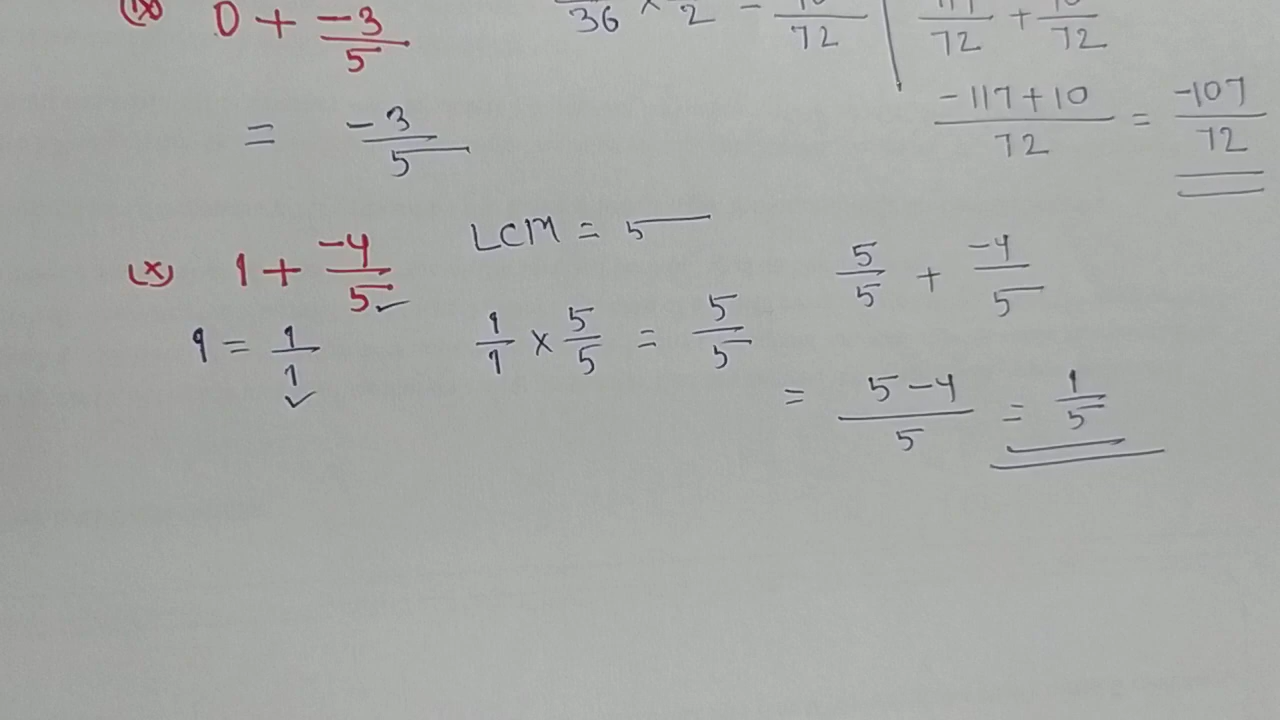 (ix) 0 + -3/5
= -3/5
36 × 2 = 72
72 + 72
-117+10/72 = -107/72
(x) 1 + -4/5
LCM = 5
1 = 1/1
1/1 × 5/5 = 5/5
5/5 + -4/5
= 5-4/5 = 1/5